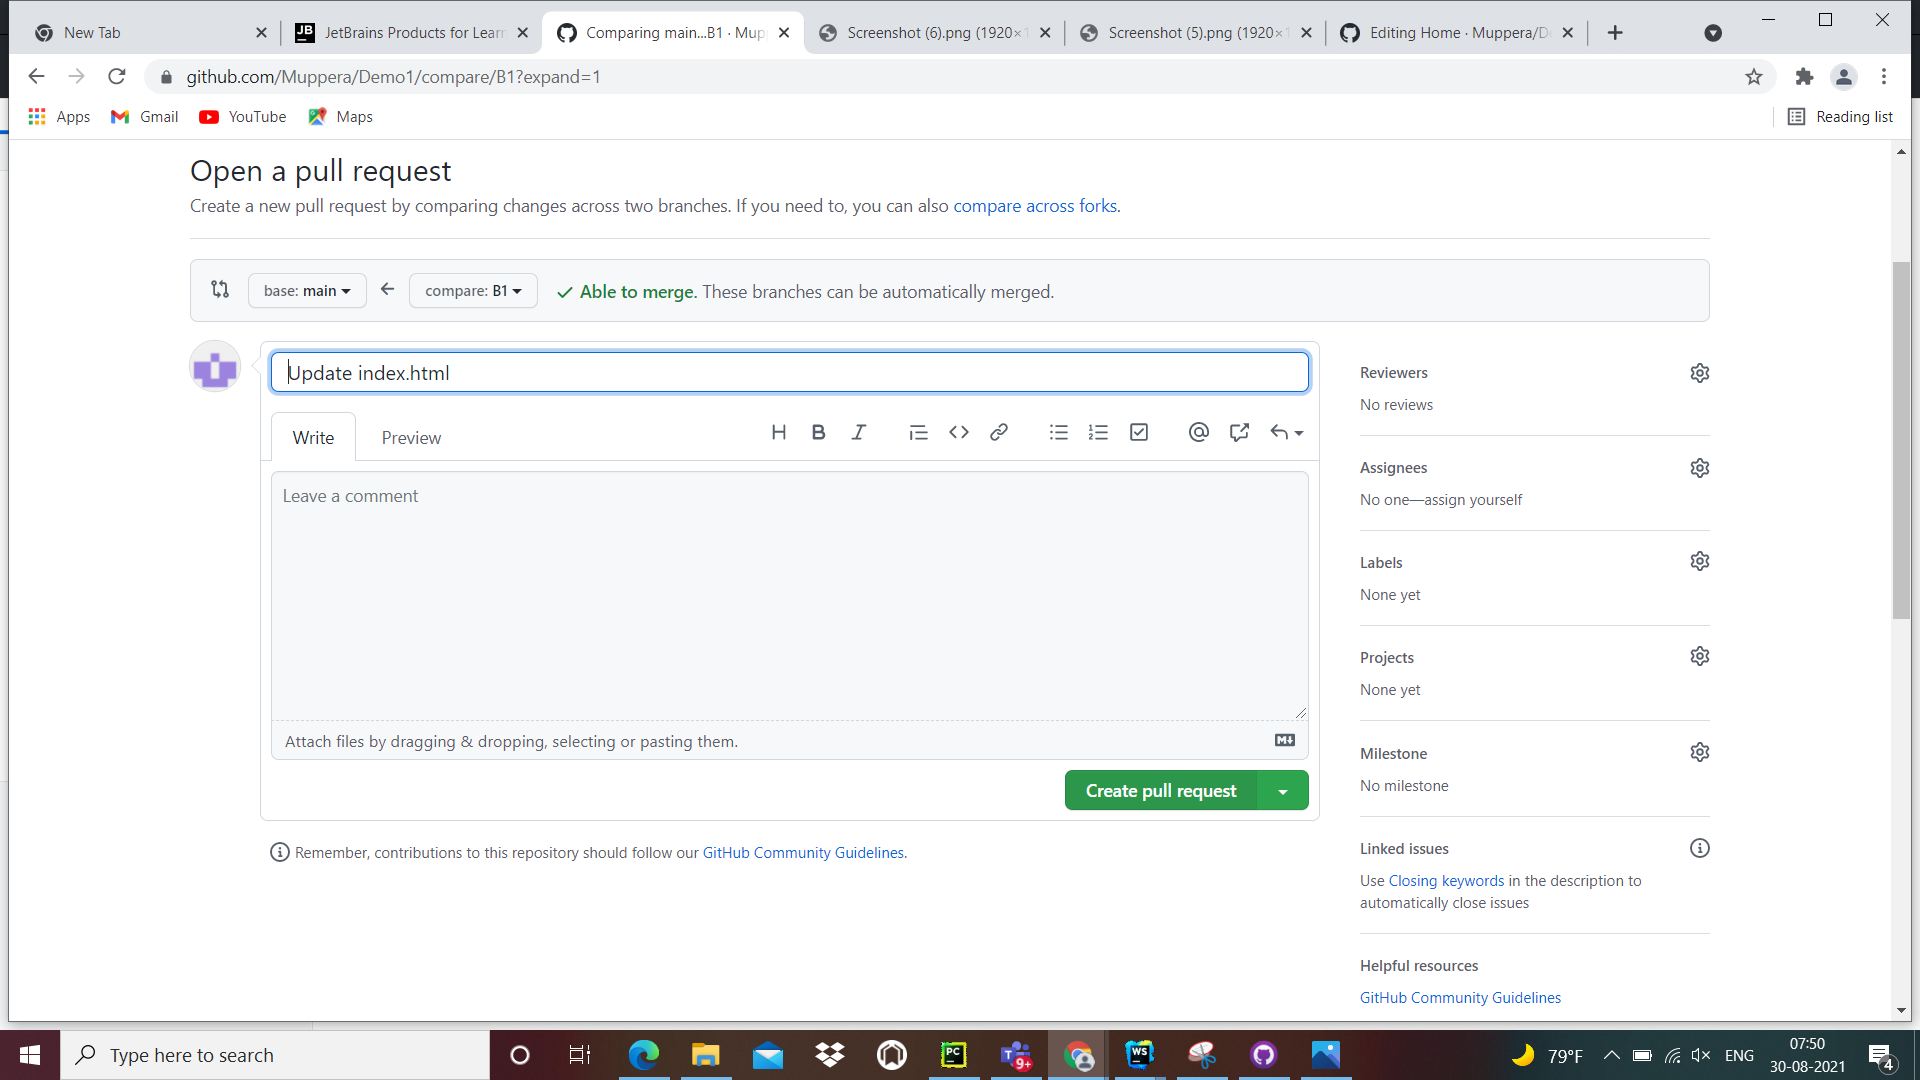 New Tab
JetBrains Products for Learn
Comparing main...B1 · Mup
Screenshot (6).png (1920×1
Screenshot (5).png (1920×1
Editing Home · Muppera/D
github.com/Muppera/Demo1/compare/B1?expand=1
Apps
Gmail
YouTube
Maps
Reading list
Open a pull request
Create a new pull request by comparing changes across two branches. If you need to, you can also compare across forks.
base: main
compare: B1
Able to merge. These branches can be automatically merged.
Update index.html
Write
Preview
Leave a comment
Attach files by dragging & dropping, selecting or pasting them.
Create pull request
Remember, contributions to this repository should follow our GitHub Community Guidelines.
Reviewers
No reviews
Assignees
No one—assign yourself
Labels
None yet
Projects
None yet
Milestone
No milestone
Linked issues
Use Closing keywords in the description to
automatically close issues
Helpful resources
GitHub Community Guidelines
Type here to search
PC
9+
WS
79°F
ENG
07:50
30-08-2021
4